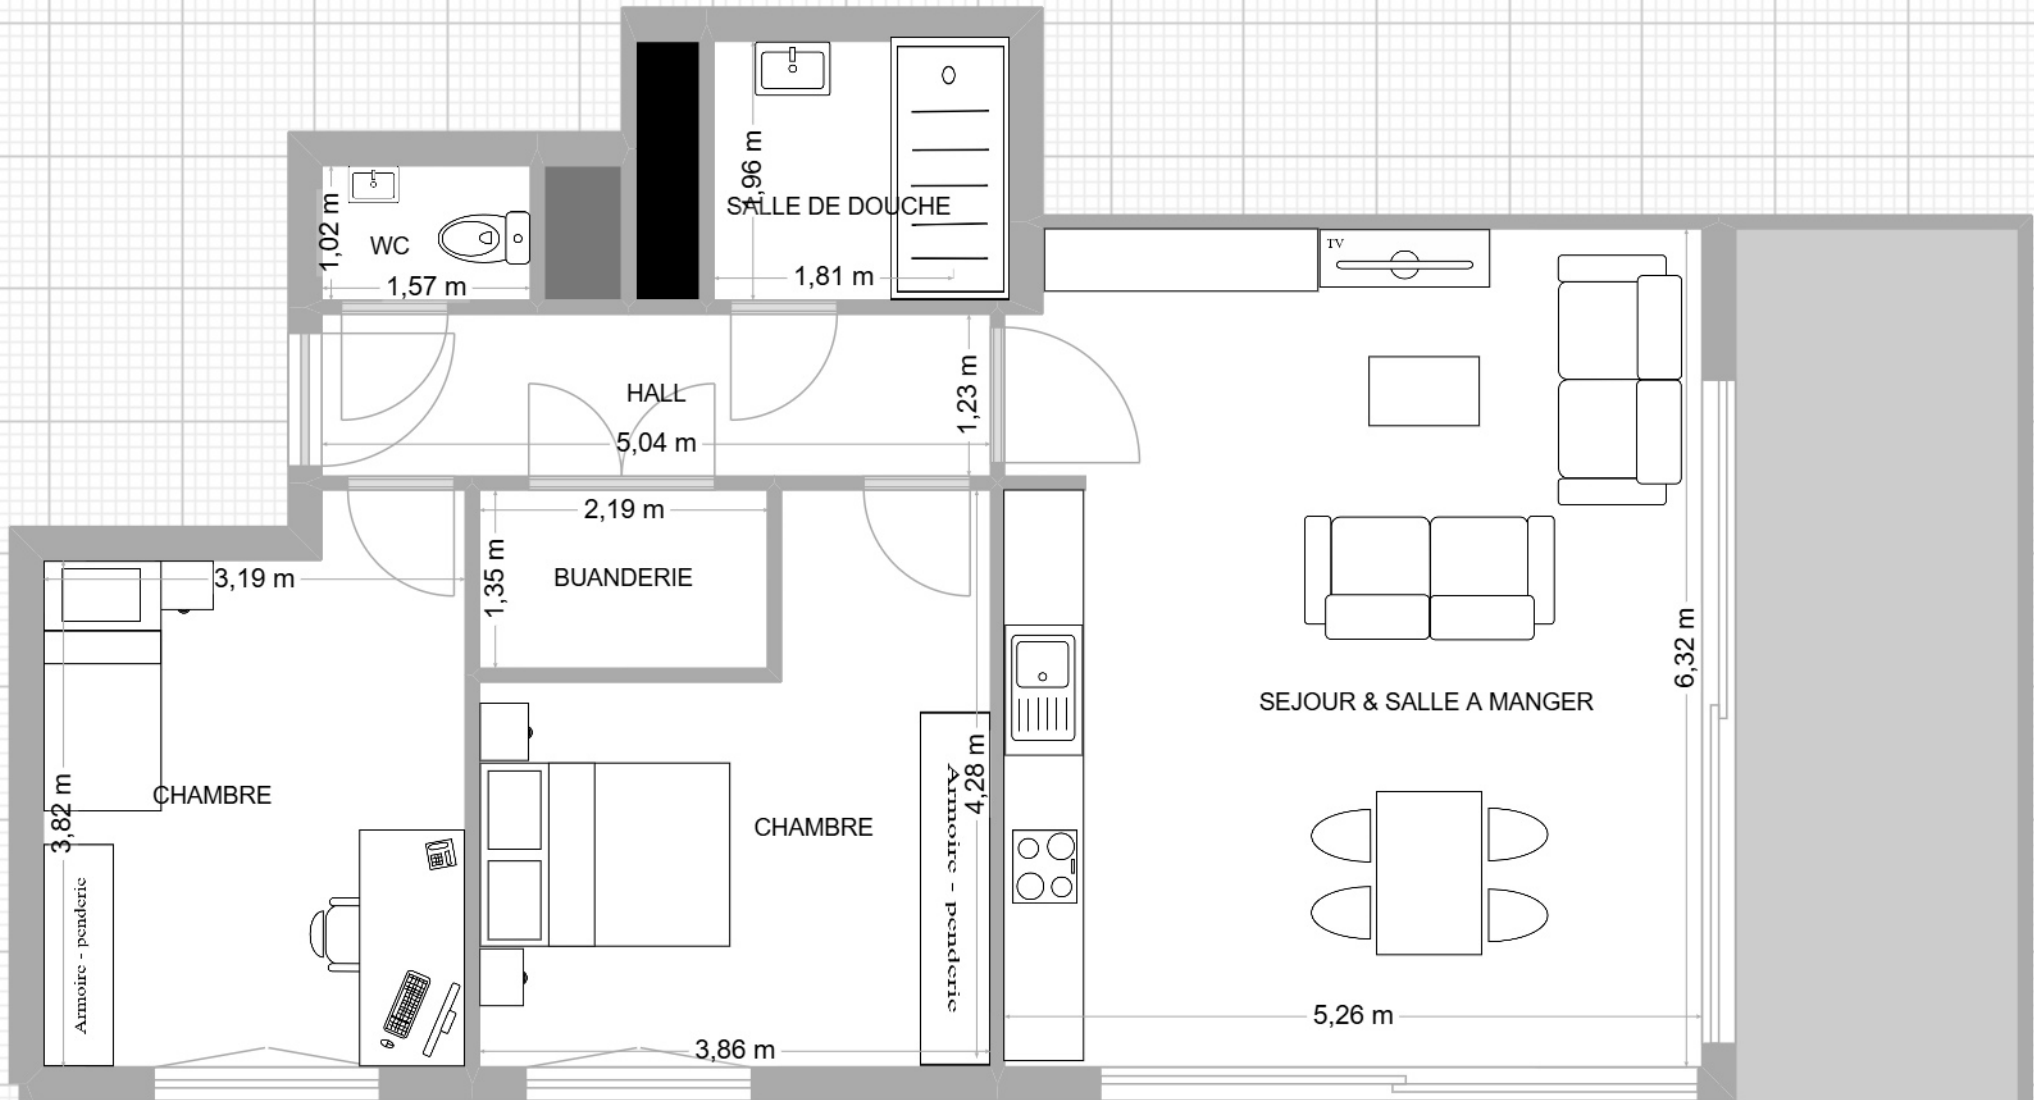 TV
1,96 m
SALLE DE DOUCHE
1,02 m
WC
1,57 m
1,81 m
HALL
1,23 m
5,04 m
2,19 m
1,35 m
BUANDERIE
3,19 m
6,32 m
SEJOUR & SALLE A MANGER
CHAMBRE
3,82 m
4,28 m
CHAMBRE
Armoire - penderie
Armoire - penderie
5,26 m
3,86 m